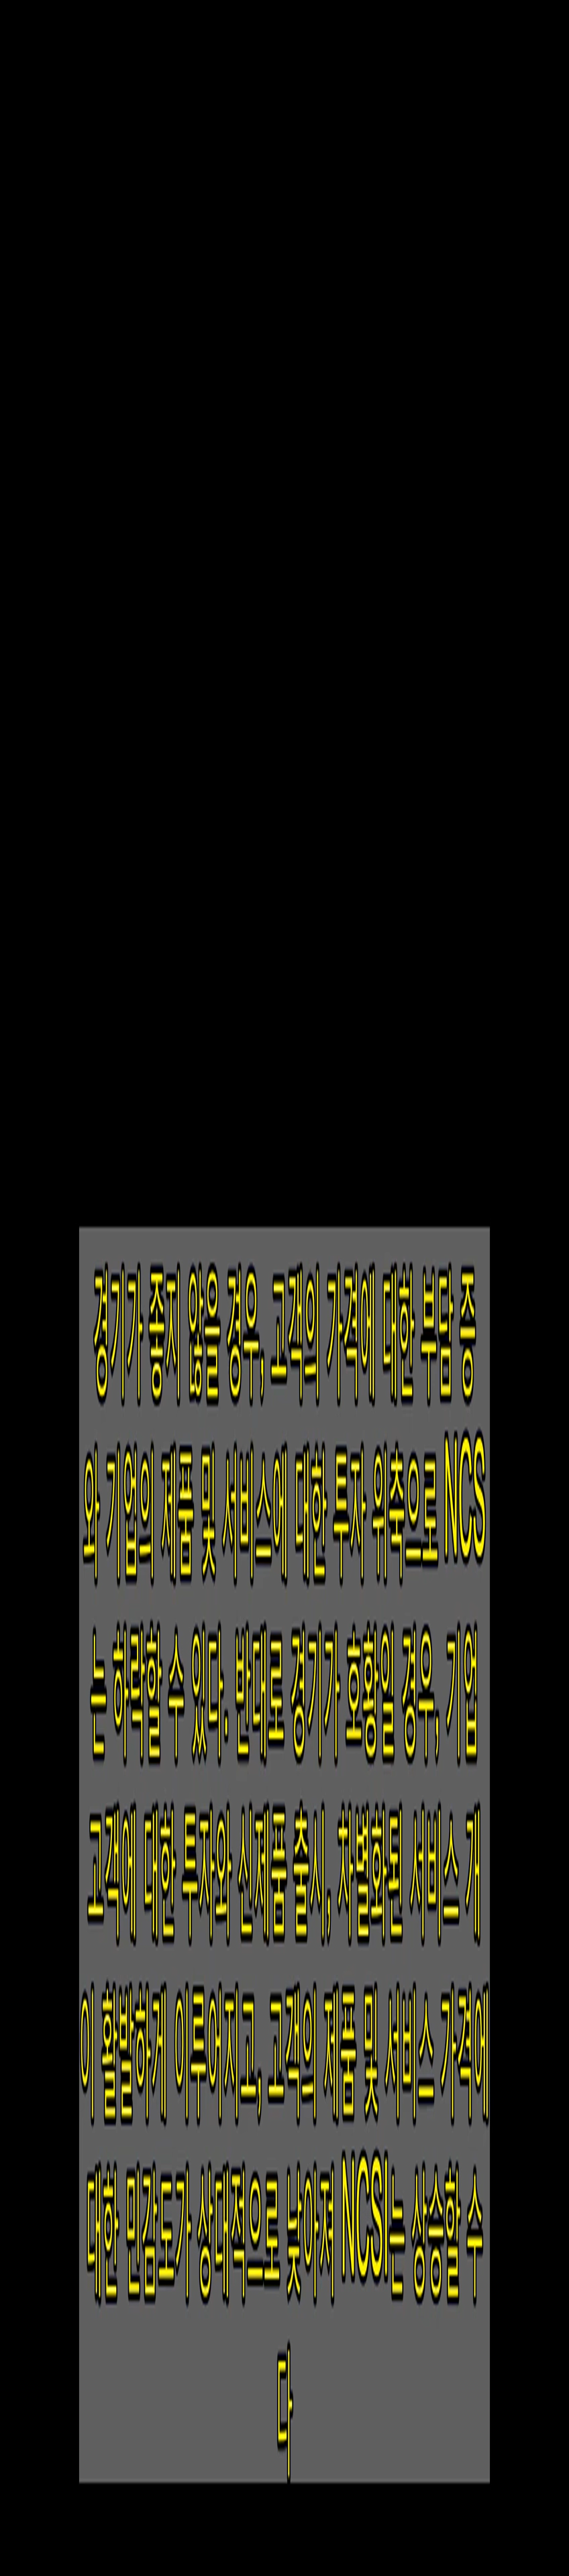 경기가 좋지 않을 경우, 고객의 가격에 대한 부담 증
와 기업의 제품 및 서비스에 대한 투자 위축으로 NCS
는 하락할 수 있다. 반대로 경기가 호황일 경우, 기업
고객에 대한 투자와 신제품 출시, 차별화된 서비스 개
이 활발하게 이루어지고, 고객의 제품 및 서비스 가격에
대한 민감도가 상대적으로 낮아져 NCSI는 상승할 수
다